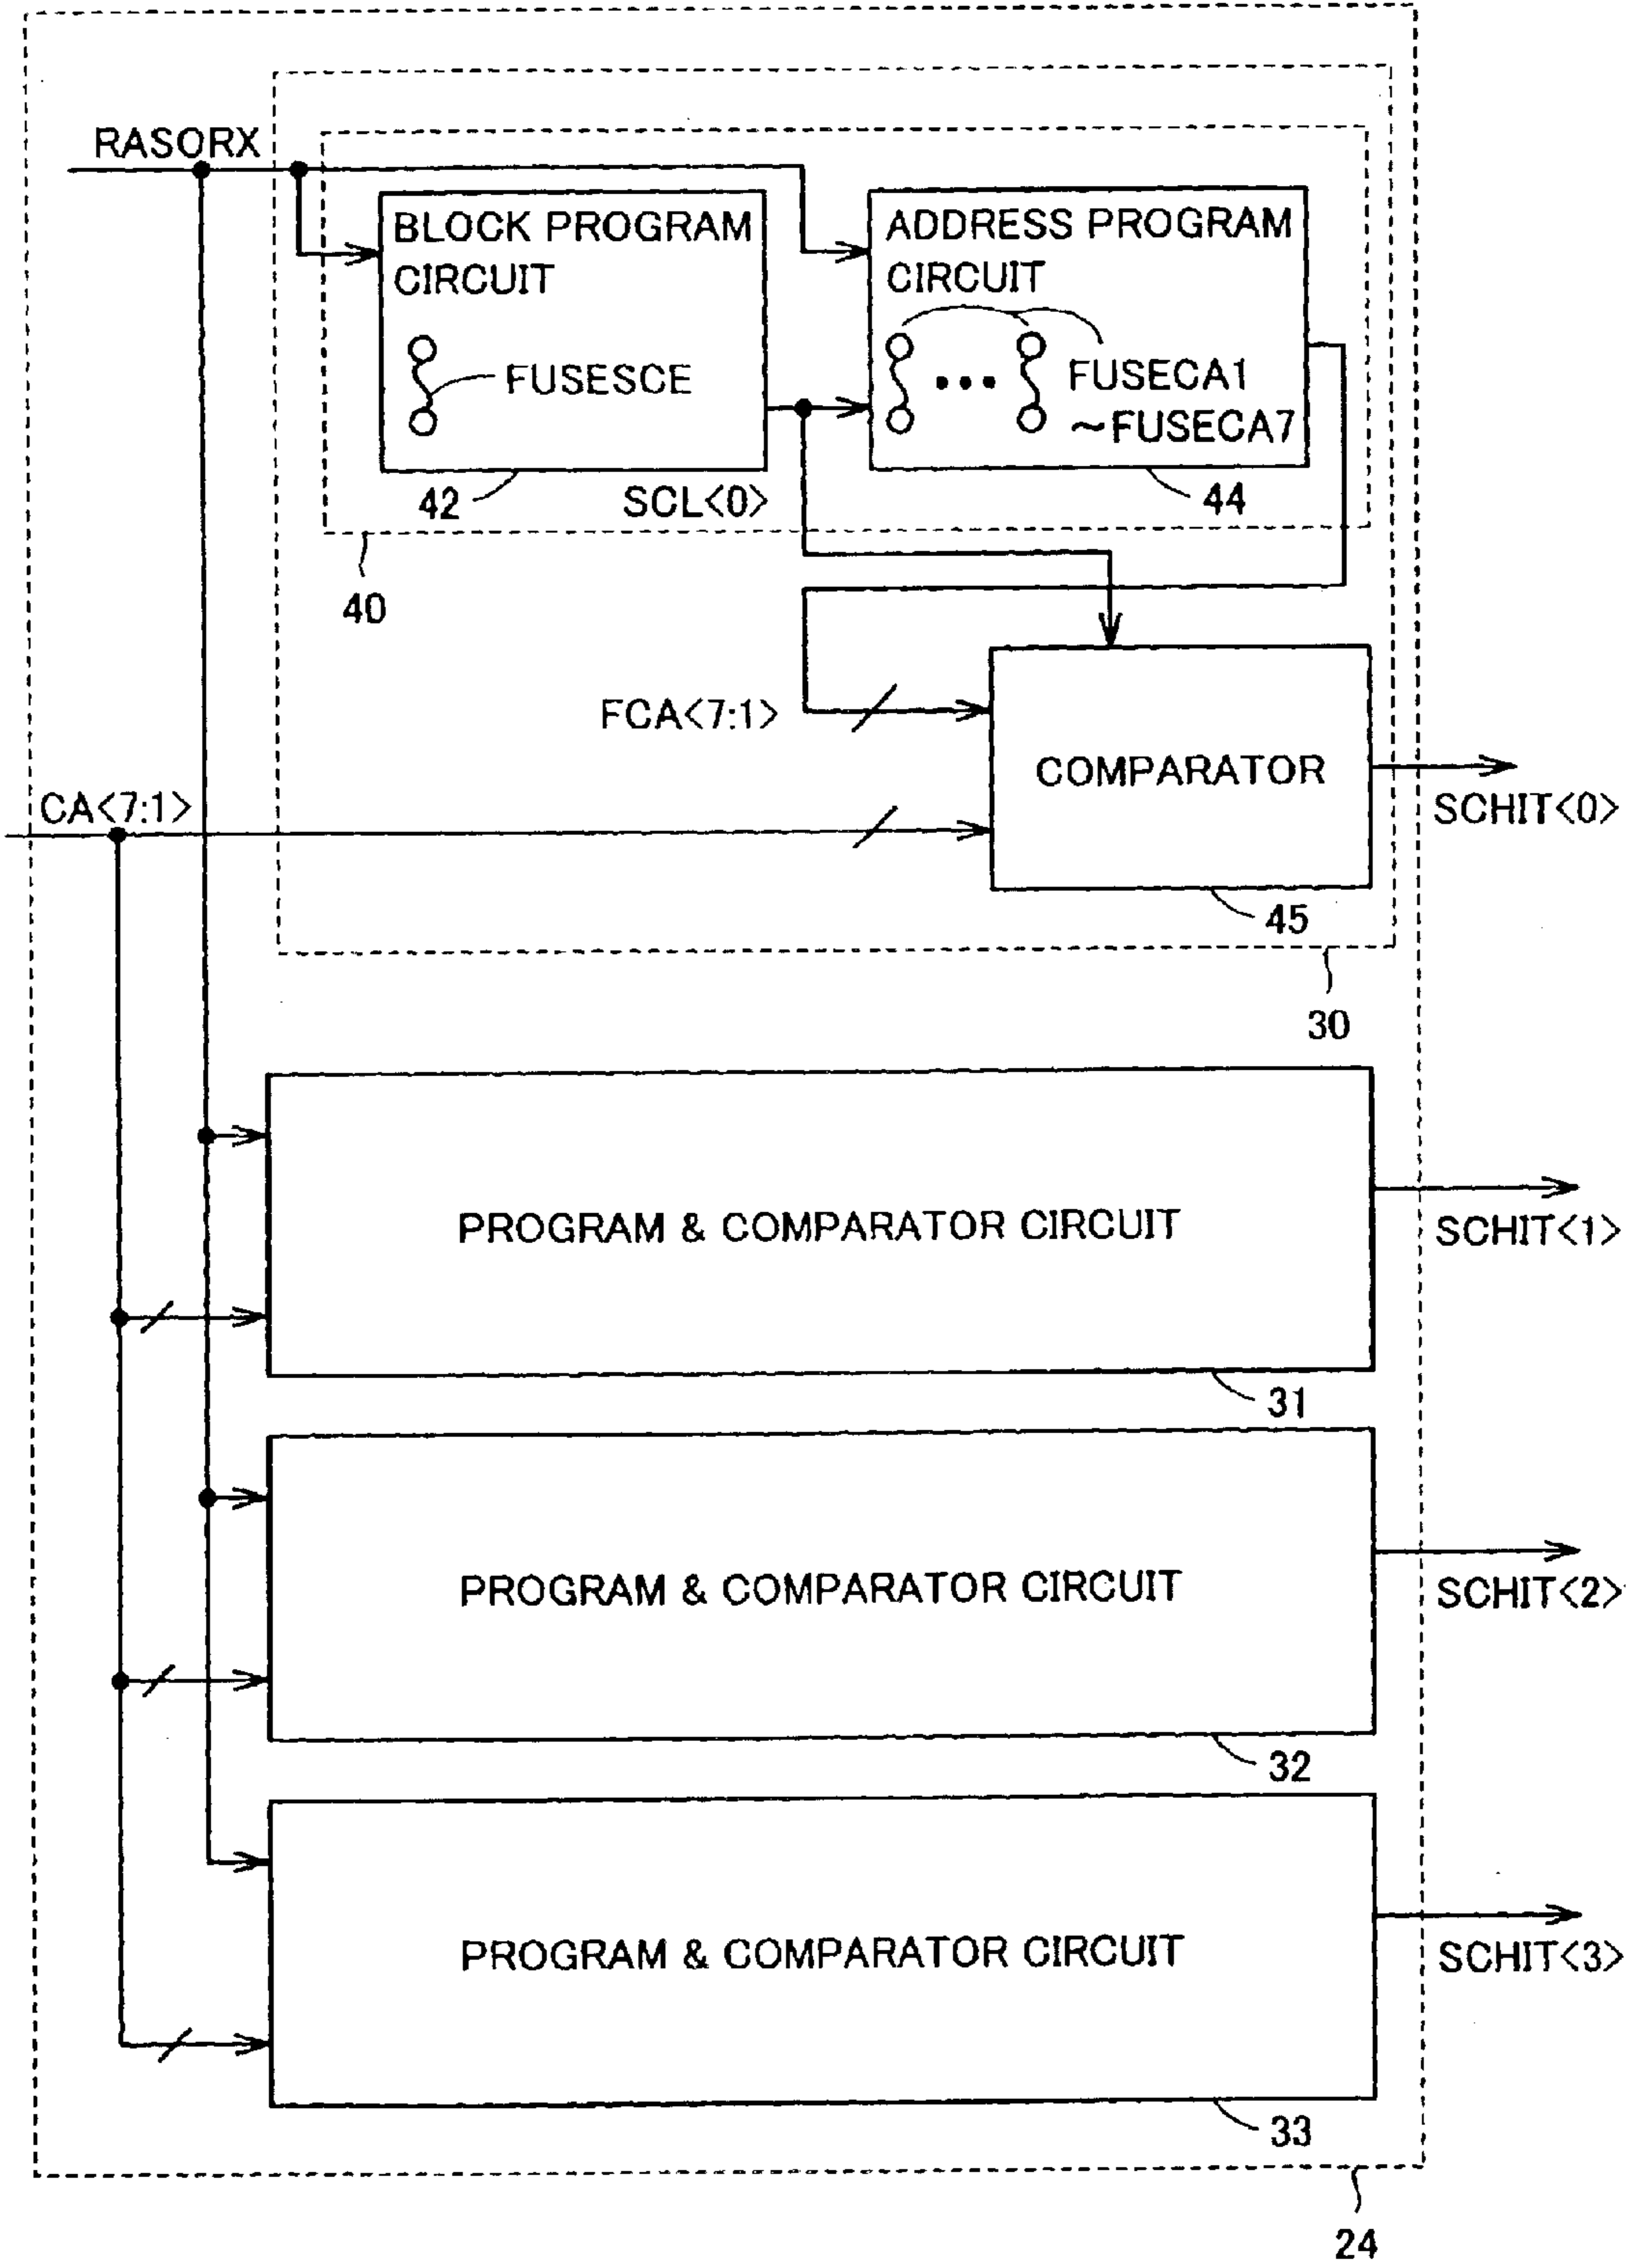 RASORX
BLOCK PROGRAM
CIRCUIT
FUSESCE
42
SCL<0>
ADDRESS PROGRAM
CIRCUIT
FUSECA1
~FUSECA7
44
40
FCA<7:1>
COMPARATOR
SCHIT<0>
CA<7:1>
45
30
PROGRAM & COMPARATOR CIRCUIT
SCHIT<1>
31
PROGRAM & COMPARATOR CIRCUIT
SCHIT<2>
32
PROGRAM & COMPARATOR CIRCUIT
SCHIT<3>
33
24